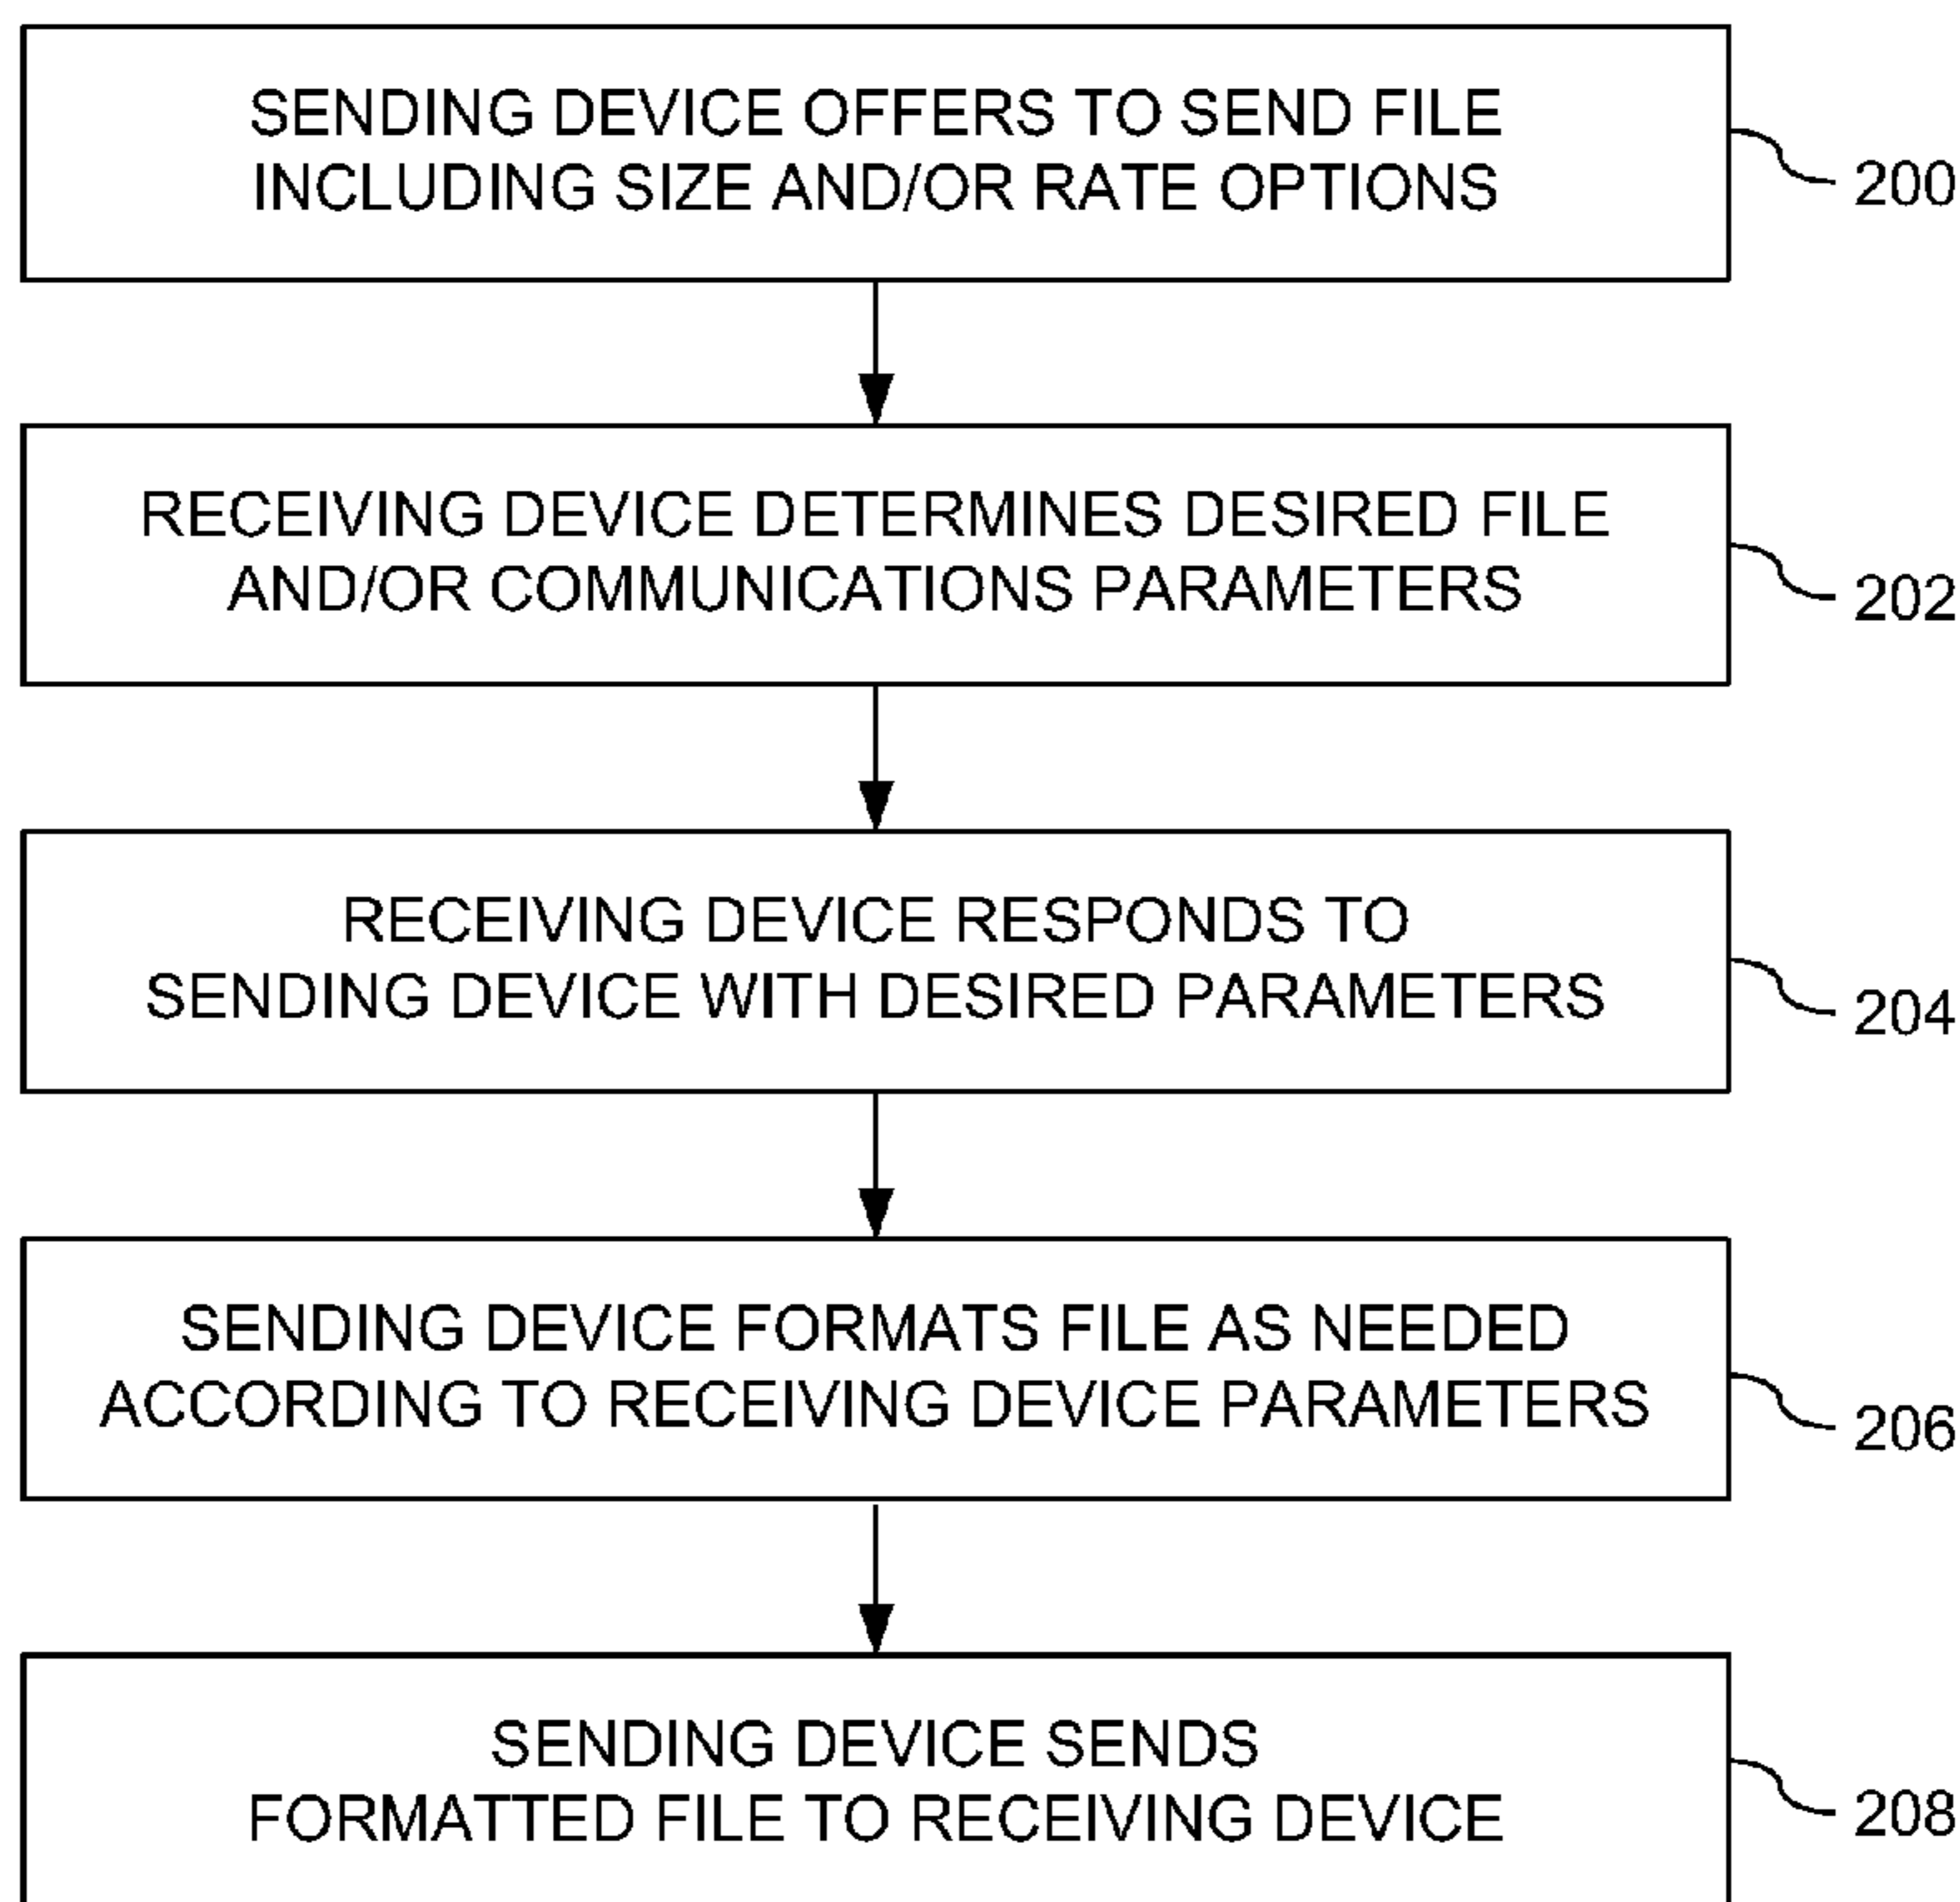 SENDING DEVICE OFFERS TO SEND FILE
INCLUDING SIZE AND/OR RATE OPTIONS
200
RECEIVING DEVICE DETERMINES DESIRED FILE
AND/OR COMMUNICATIONS PARAMETERS
202
RECEIVING DEVICE RESPONDS TO
SENDING DEVICE WITH DESIRED PARAMETERS
204
SENDING DEVICE FORMATS FILE AS NEEDED
ACCORDING TO RECEIVING DEVICE PARAMETERS
206
SENDING DEVICE SENDS
FORMATTED FILE TO RECEIVING DEVICE
208